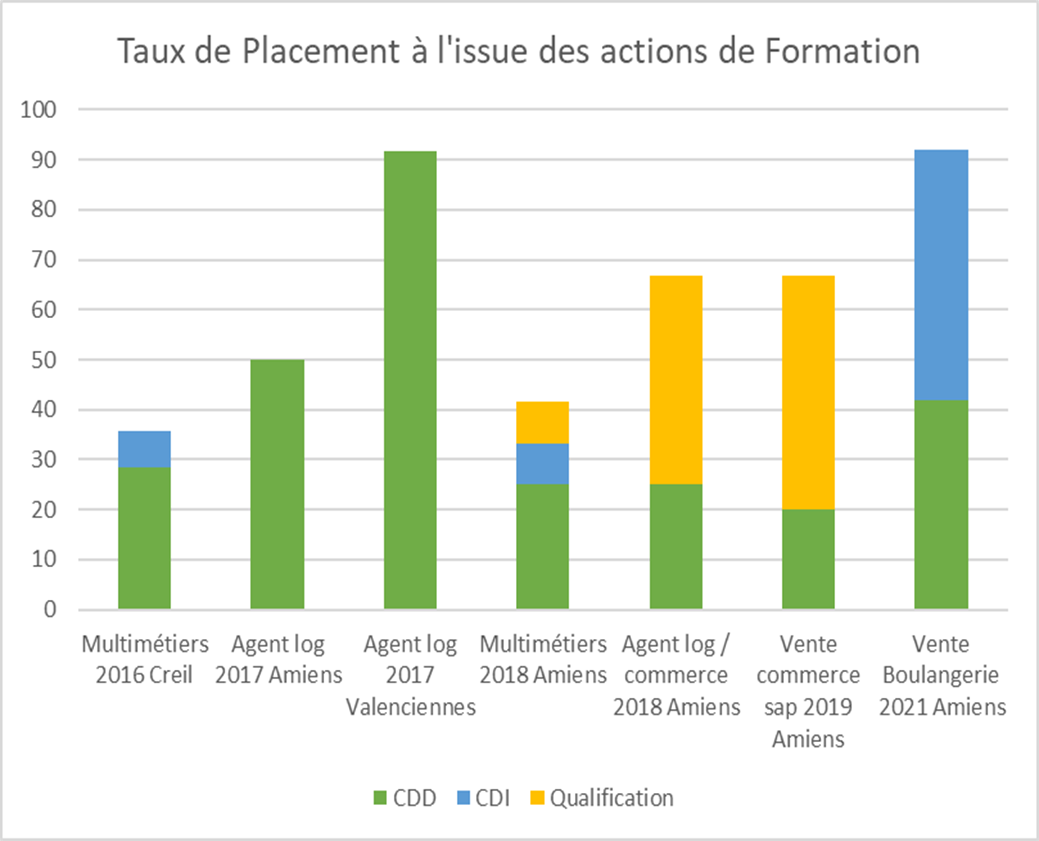 Taux de Placement à l'issue des actions de Formation
100
90
80
70
60
50
40
30
20
10
0
Multimétiers
2016 Creil
Agent log
2017 Amiens
Agent log
2017
Valenciennes
Multimétiers
2018 Amiens
Agent log /
commerce
2018 Amiens
Vente
commerce
sap 2019
Amiens
Vente
Boulangerie
2021 Amiens
CDD CDI Qualification